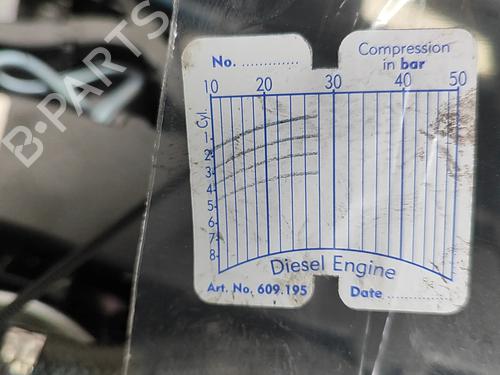 B-PARTS
No. ..............
Compression
in bar
10 20 30 40 50
Cyl.
1
2
3
4
5
6
7
8
Diesel Engine
Art. No. 609.195
Date ..................